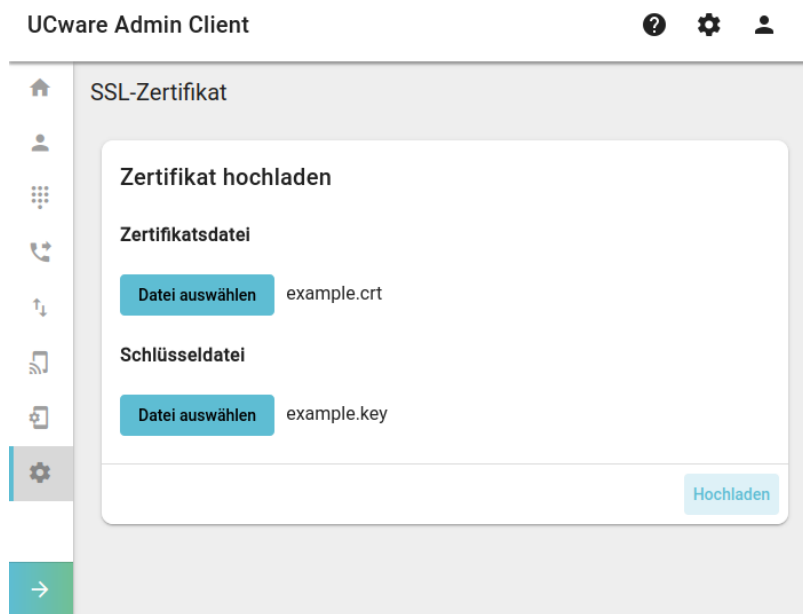 UCware Admin Client
SSL-Zertifikat
Zertifikat hochladen
Zertifikatsdatei
Datei auswählen example.crt
Schlüsseldatei
Datei auswählen example.key
Hochladen